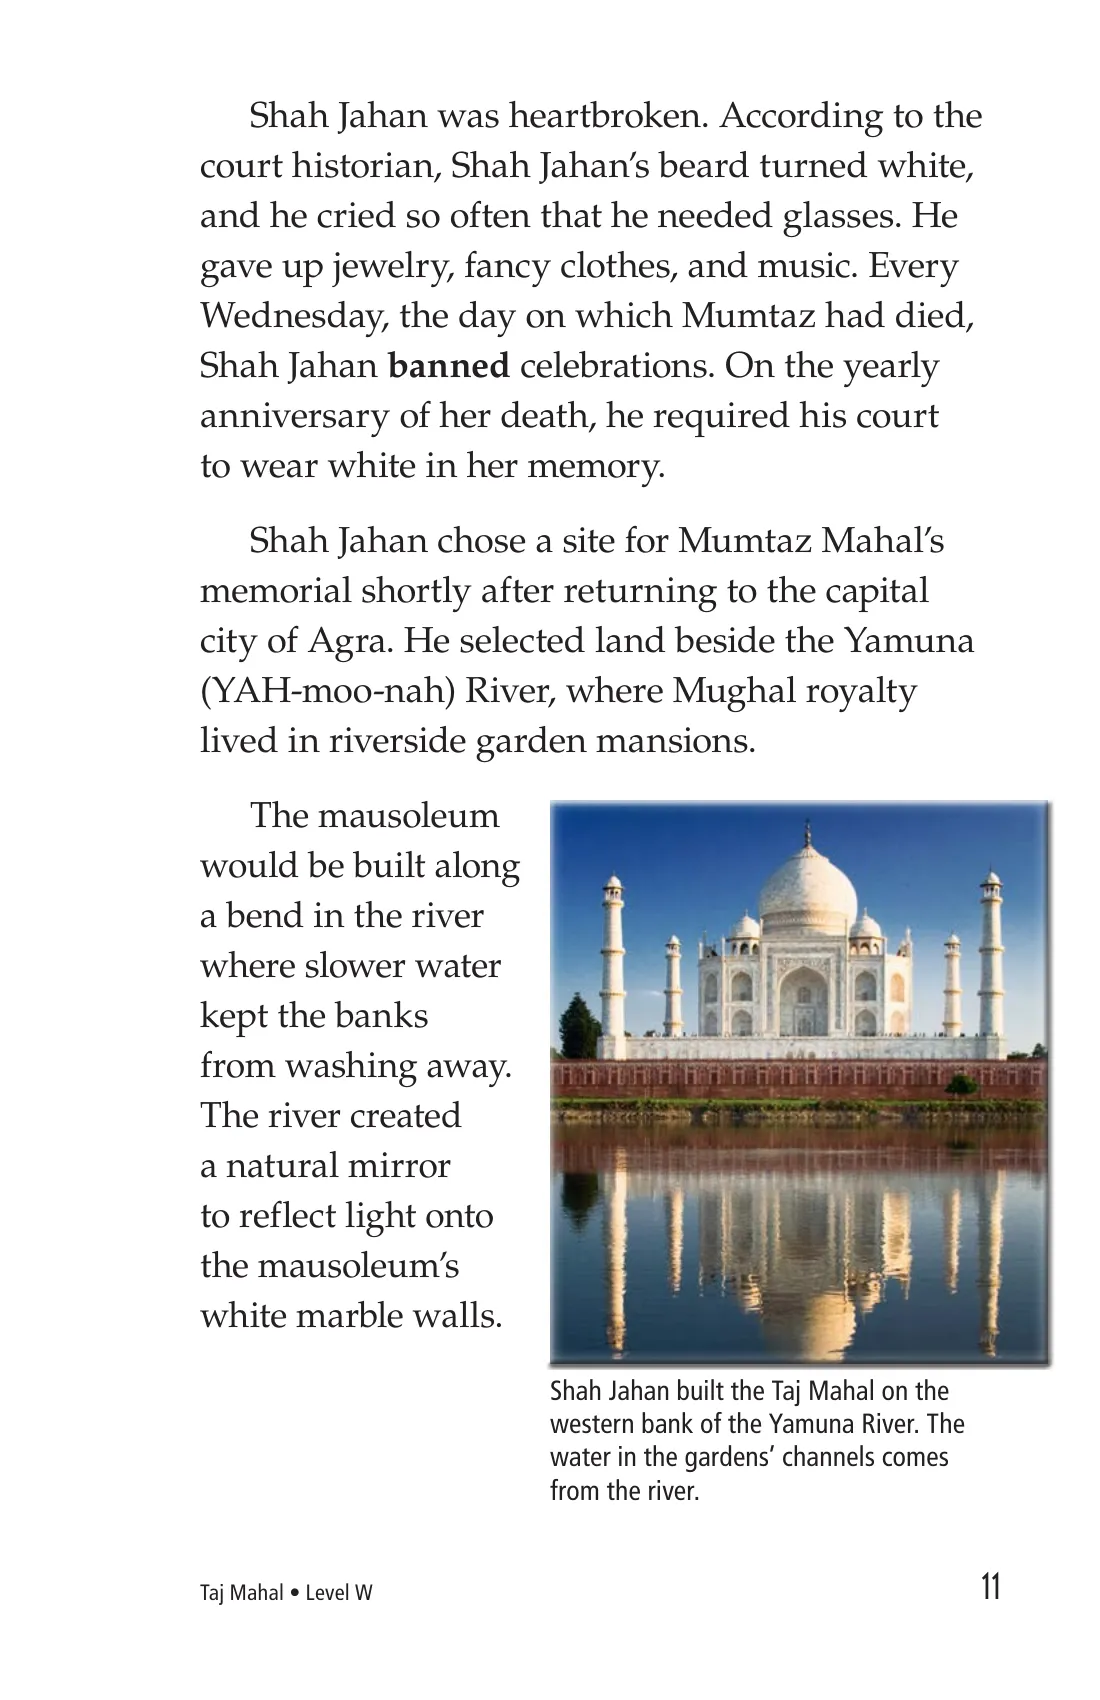 Shah Jahan was heartbroken. According to the
court historian, Shah Jahan’s beard turned white,
and he cried so often that he needed glasses. He
gave up jewelry, fancy clothes, and music. Every
Wednesday, the day on which Mumtaz had died,
Shah Jahan banned celebrations. On the yearly
anniversary of her death, he required his court
to wear white in her memory.
Shah Jahan chose a site for Mumtaz Mahal’s
memorial shortly after returning to the capital
city of Agra. He selected land beside the Yamuna
(YAH-moo-nah) River, where Mughal royalty
lived in riverside garden mansions.
The mausoleum
would be built along
a bend in the river
where slower water
kept the banks
from washing away.
The river created
a natural mirror
to reflect light onto
the mausoleum’s
white marble walls.
Shah Jahan built the Taj Mahal on the
western bank of the Yamuna River. The
water in the gardens’ channels comes
from the river.
Taj Mahal • Level W
11